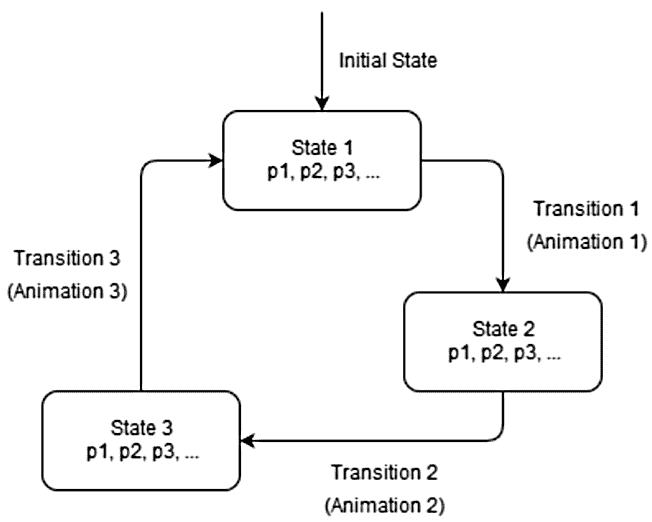 Initial State
State 1
p1, p2, p3, ...
Transition 1
(Animation 1)
Transition 3
(Animation 3)
State 2
p1, p2, p3, ...
State 3
p1, p2, p3, ...
Transition 2
(Animation 2)